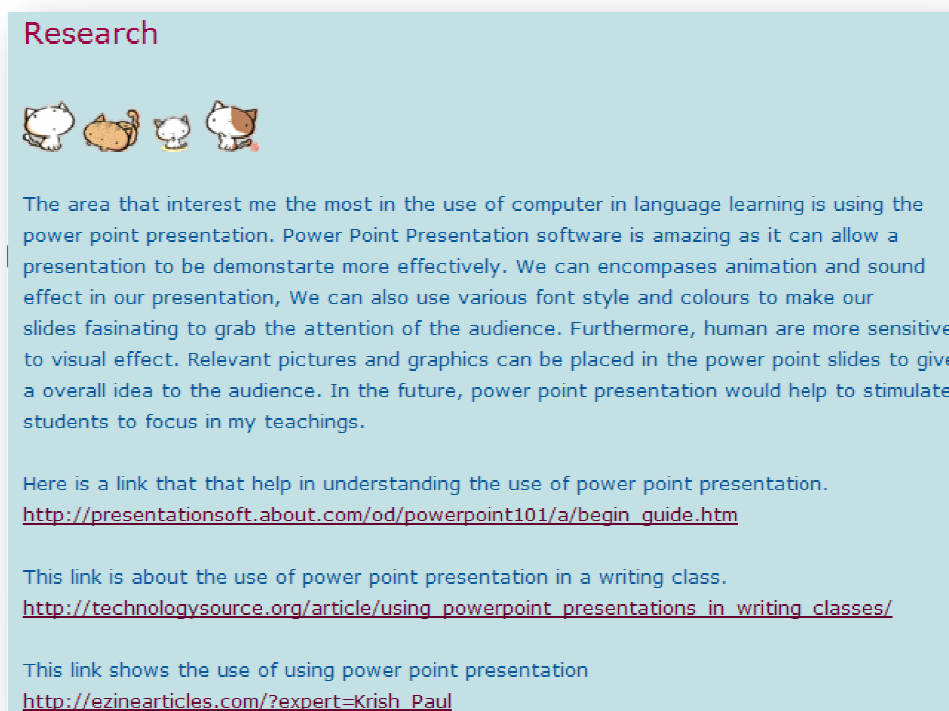 Research
The area that interest me the most in the use of computer in language learning is using the
power point presentation. Power Point Presentation software is amazing as it can allow a
presentation to be demonstarte more effectively. We can encompases animation and sound
effect in our presentation, We can also use various font style and colours to make our
slides fasinating to grab the attention of the audience. Furthermore, human are more sensitive
to visual effect. Relevant pictures and graphics can be placed in the power point slides to give
a overall idea to the audience. In the future, power point presentation would help to stimulate
students to focus in my teachings.
Here is a link that that help in understanding the use of power point presentation.
http://presentationsoft.about.com/od/powerpoint101/a/begin_guide.htm
This link is about the use of power point presentation in a writing class.
http://technologysource.org/article/using_powerpoint_presentations_in_writing_classes/
This link shows the use of using power point presentation
http://ezinearticles.com/?expert=Krish_Paul